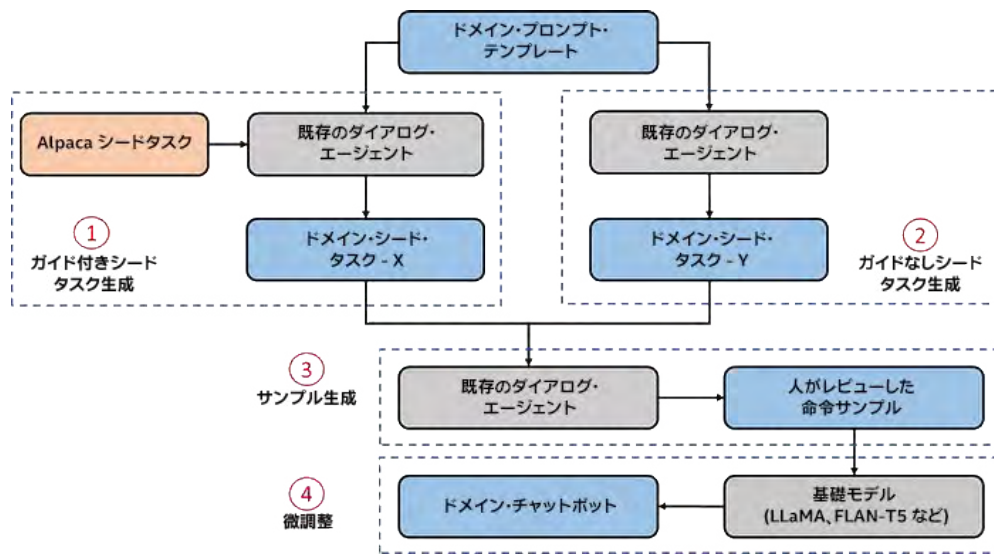 ドメイン・プロンプト・
テンプレート
Alpaca シードタスク
既存のダイアログ・
エージェント
既存のダイアログ・
エージェント
1
ガイド付きシード
タスク生成
ドメイン・シード・
タスク - X
ドメイン・シード・
タスク - Y
2
ガイドなしシード
タスク生成
3
サンプル生成
既存のダイアログ・
エージェント
人がレビューした
命令サンプル
4
微調整
ドメイン・チャットボット
基礎モデル
(LLaMA、FLAN-T5 など)